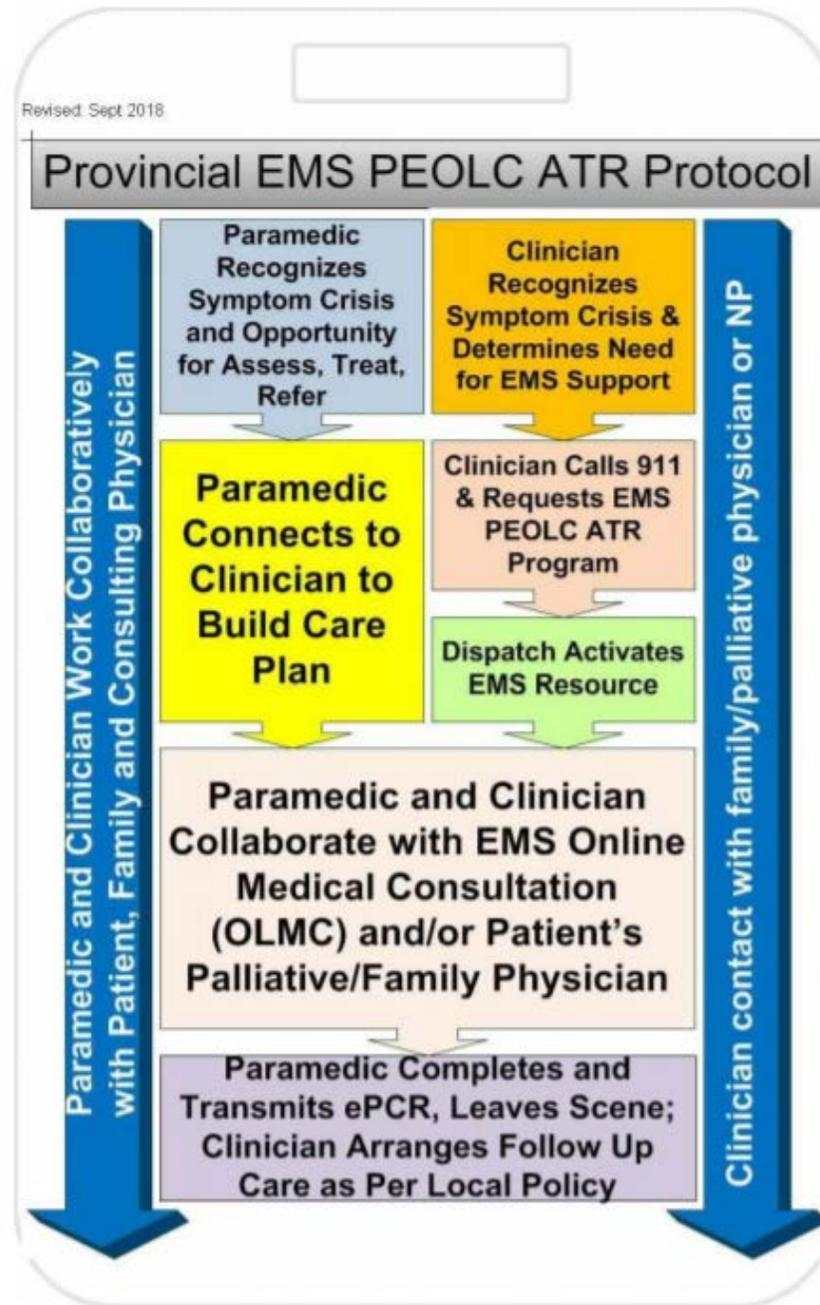 Revised: Sept 2018
Provincial EMS PEOLC ATR Protocol
Paramedic and Clinician Work Collaboratively
with Patient, Family and Consulting Physician
Paramedic
Recognizes
Symptom Crisis
and Opportunity
for Assess, Treat,
Refer
Paramedic
Connects to
Clinician to
Build Care
Plan
Clinician
Recognizes
Symptom Crisis &
Determines Need
for EMS Support
Clinician Calls 911
& Requests EMS
PEOLC ATR
Program
Dispatch Activates
EMS Resource
Paramedic and Clinician
Collaborate with EMS Online
Medical Consultation
(OLMC) and/or Patient’s
Palliative/Family Physician
Paramedic Completes and
Transmits ePCR, Leaves Scene;
Clinician Arranges Follow Up
Care as Per Local Policy
Clinician contact with family/palliative physician or NP